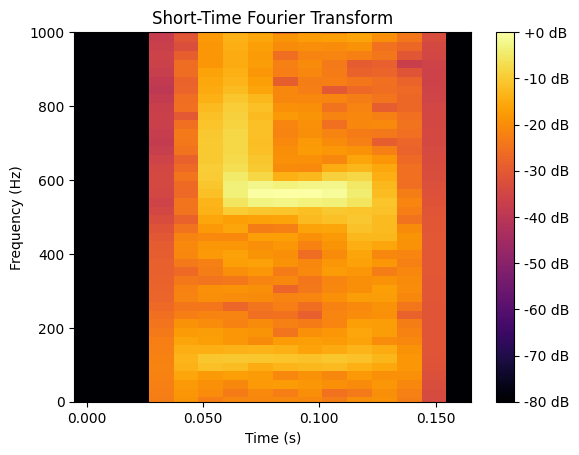 Short-Time Fourier Transform
1000
800
600
400
200
0
Frequency (Hz)
0.000
0.050
0.100
0.150
Time (s)
+0 dB
-10 dB
-20 dB
-30 dB
-40 dB
-50 dB
-60 dB
-70 dB
-80 dB